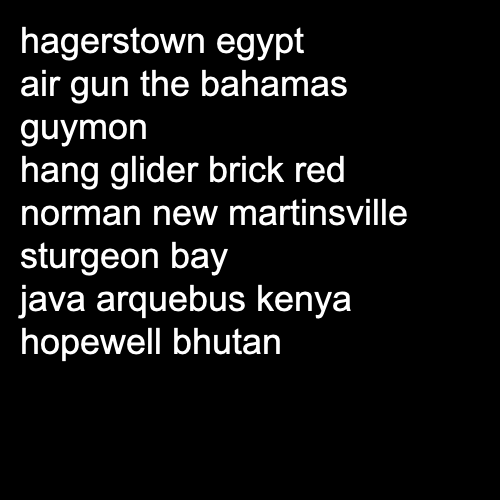 hagerstown egypt
air gun the bahamas
guymon
hang glider brick red
norman new martinsville
sturgeon bay
java arquebus kenya
hopewell bhutan